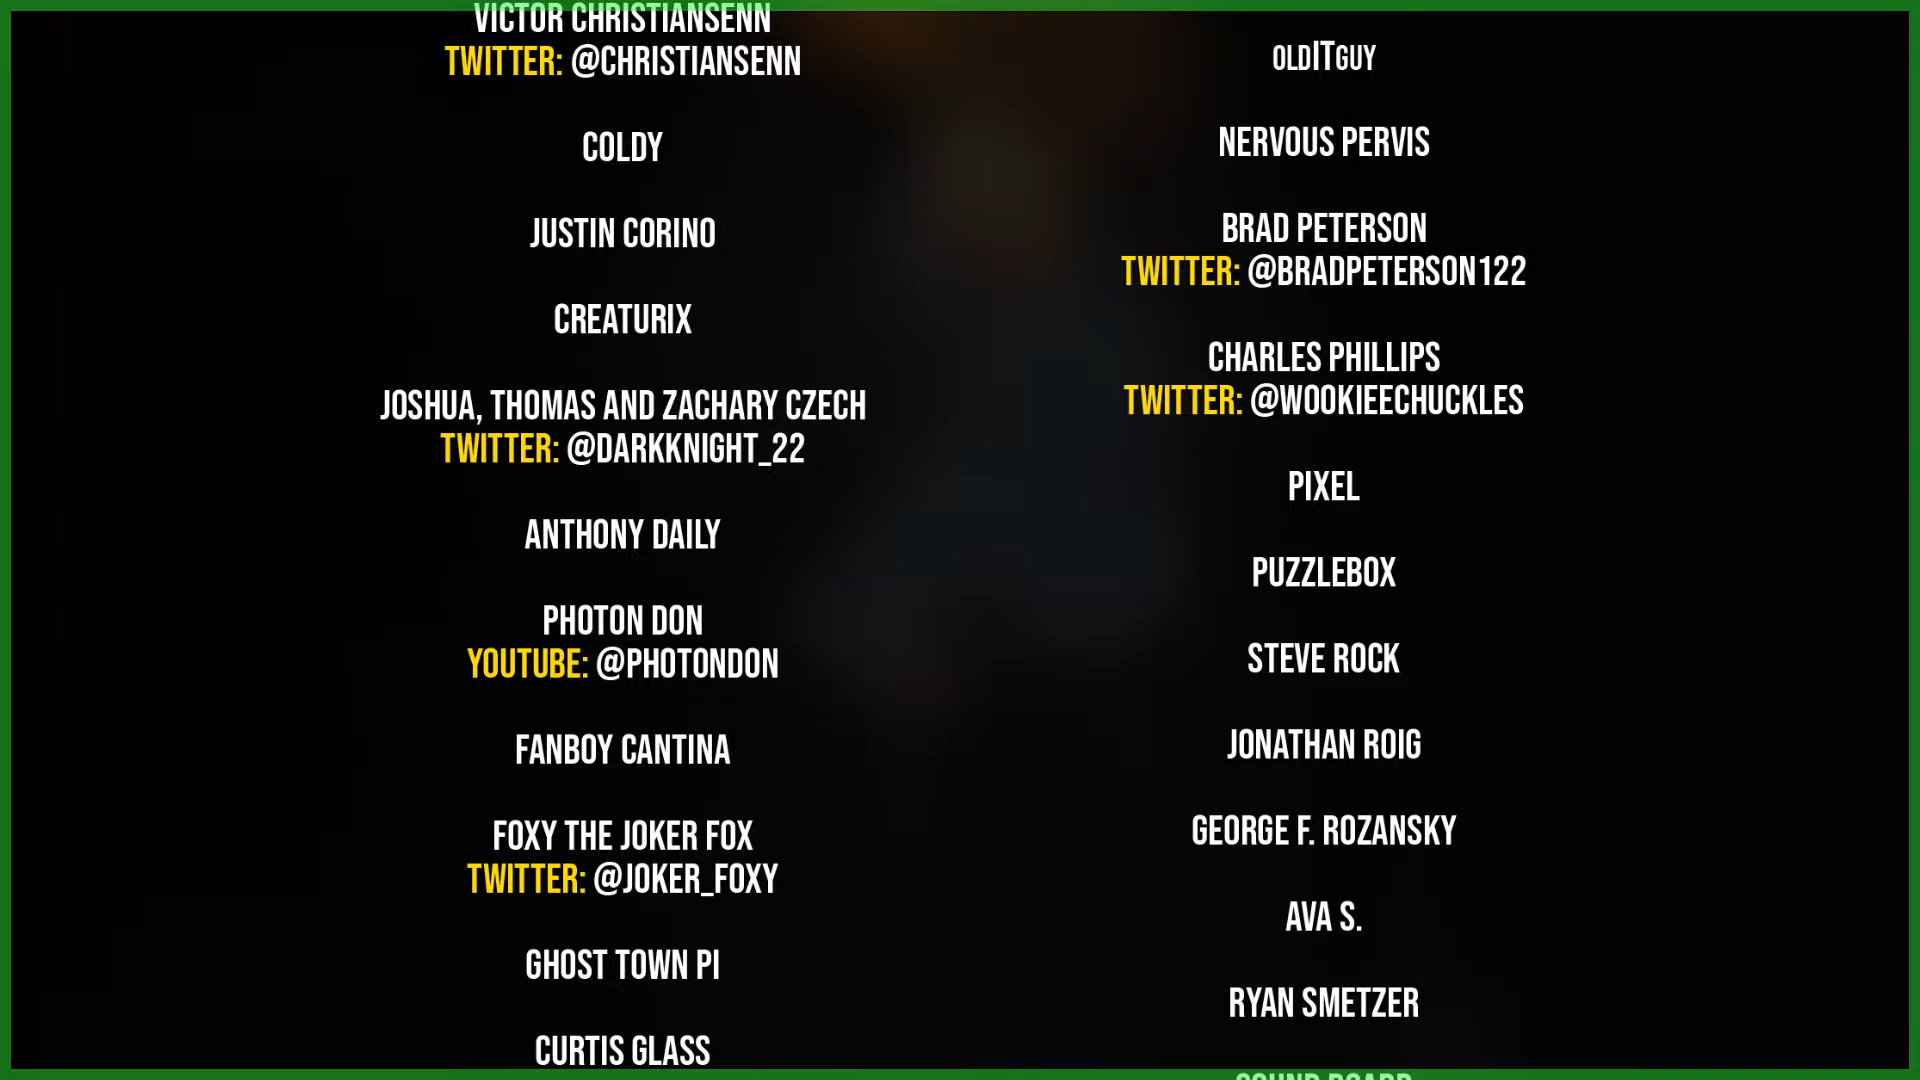 VICTOR CHRISTIANSENN
TWITTER: @CHRISTIANSENN
COLDY
JUSTIN CORINO
CREATURIX
JOSHUA, THOMAS AND ZACHARY CZECH
TWITTER: @DARKKNIGHT_22
ANTHONY DAILY
PHOTON DON
YOUTUBE: @PHOTONDON
FANBOY CANTINA
FOXY THE JOKER FOX
TWITTER: @JOKER_FOXY
GHOST TOWN PI
CURTIS GLASS
OLDITGUY
NERVOUS PERVIS
BRAD PETERSON
TWITTER: @BRADPETERSON122
CHARLES PHILLIPS
TWITTER: @WOOKIEECHUCKLES
PIXEL
PUZZLEBOX
STEVE ROCK
JONATHAN ROIG
GEORGE F. ROZANSKY
AVA S.
RYAN SMETZER